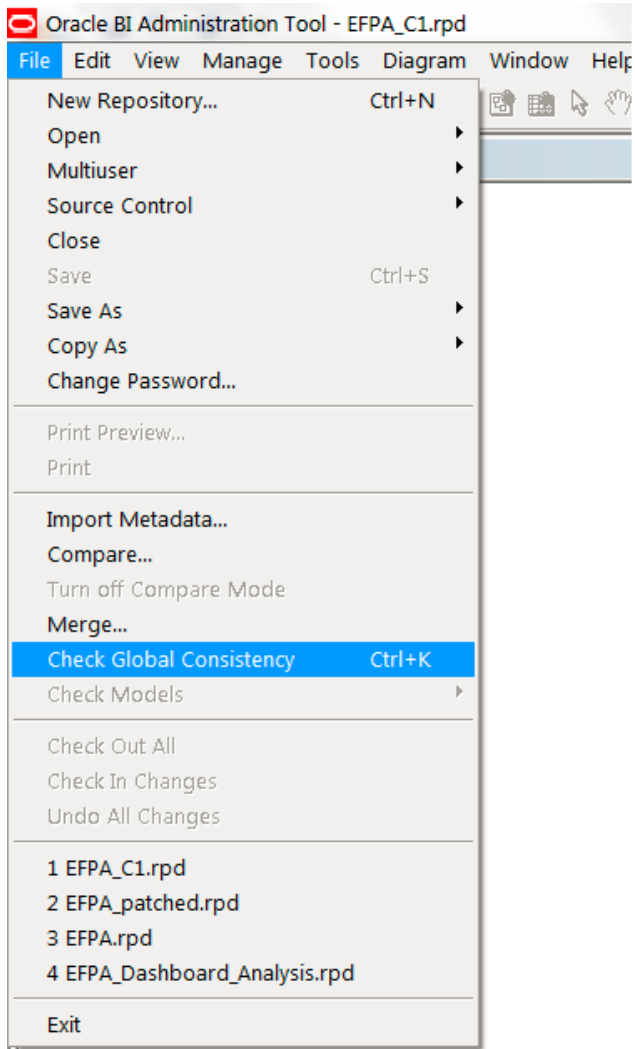 Oracle BI Administration Tool - EFPA_C1.rpd
File Edit View Manage Tools Diagram Window Help
New Repository... Ctrl+N
Open
Multiuser
Source Control
Close
Save Ctrl+S
Save As
Copy As
Change Password...
Print Preview...
Print
Import Metadata...
Compare...
Turn off Compare Mode
Merge...
Check Global Consistency Ctrl+K
Check Models
Check Out All
Check In Changes
Undo All Changes
1 EFPA_C1.rpd
2 EFPA_patched.rpd
3 EFPA.rpd
4 EFPA_Dashboard_Analysis.rpd
Exit